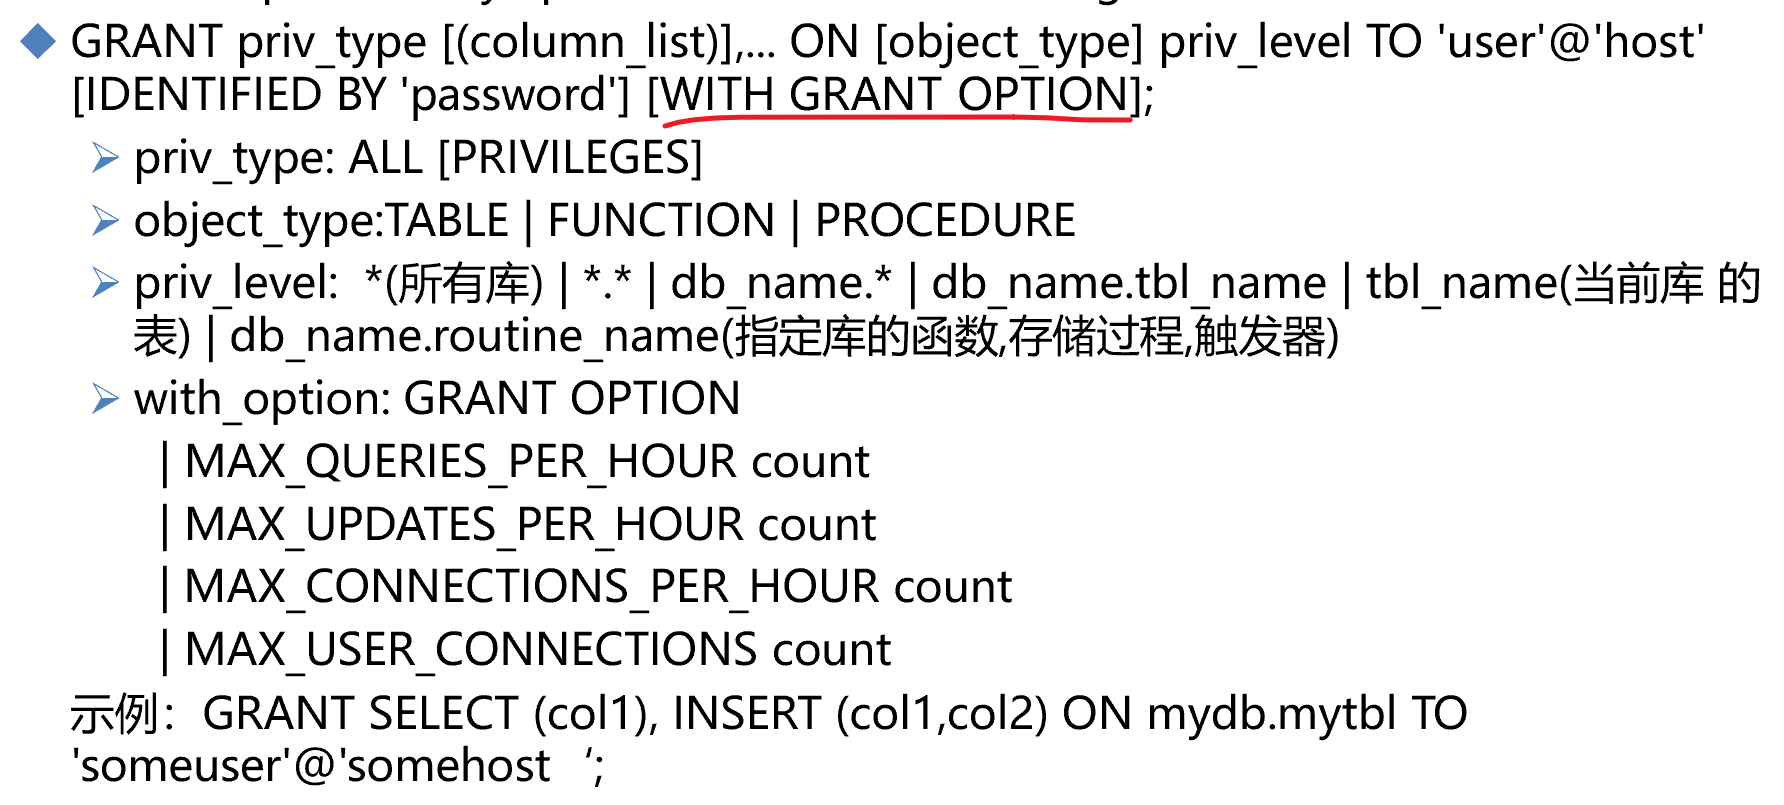 GRANT priv_type [(column_list)],... ON [object_type] priv_level TO 'user'@'host'
[IDENTIFIED BY 'password'] [WITH GRANT OPTION];
priv_type: ALL [PRIVILEGES]
object_type:TABLE | FUNCTION | PROCEDURE
priv_level: *(所有库) | *.* | db_name.* | db_name.tbl_name | tbl_name(当前库 的
表) | db_name.routine_name(指定库的函数,存储过程,触发器)
with_option: GRANT OPTION
| MAX_QUERIES_PER_HOUR count
| MAX_UPDATES_PER_HOUR count
| MAX_CONNECTIONS_PER_HOUR count
| MAX_USER_CONNECTIONS count
示例：GRANT SELECT (col1), INSERT (col1,col2) ON mydb.mytbl TO
'someuser'@'somehost ‘;